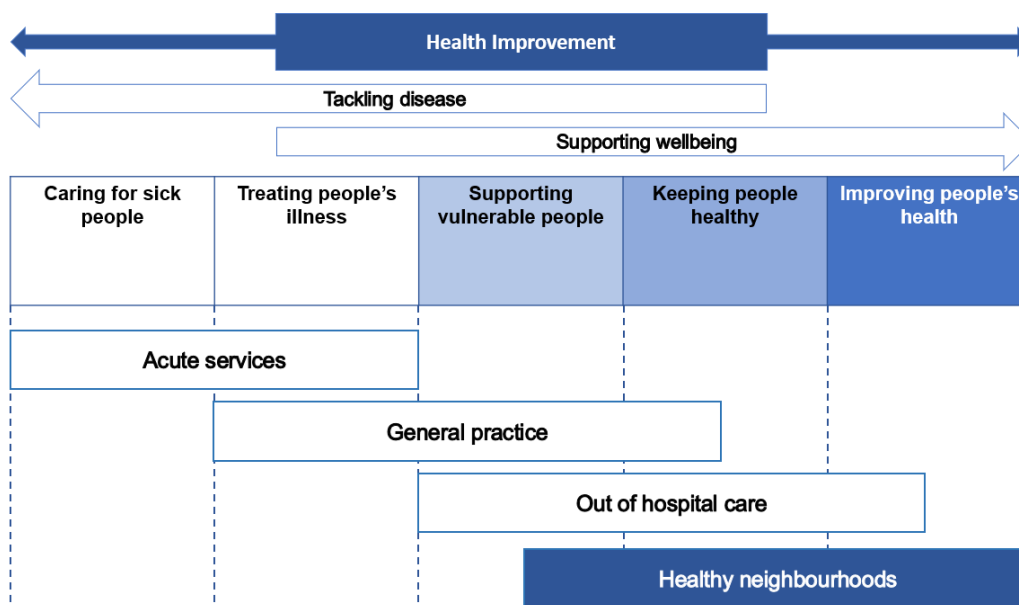 Health Improvement
Tackling disease
Supporting wellbeing
Caring for sick
people
Treating people's
illness
Supporting
vulnerable people
Keeping people
healthy
Improving people's
health
Acute services
General practice
Out of hospital care
Healthy neighbourhoods